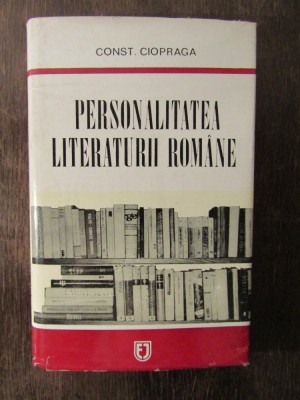 CONST. CIOPRAGA
PERSONALITATEA
LITERATURII ROMÂNE